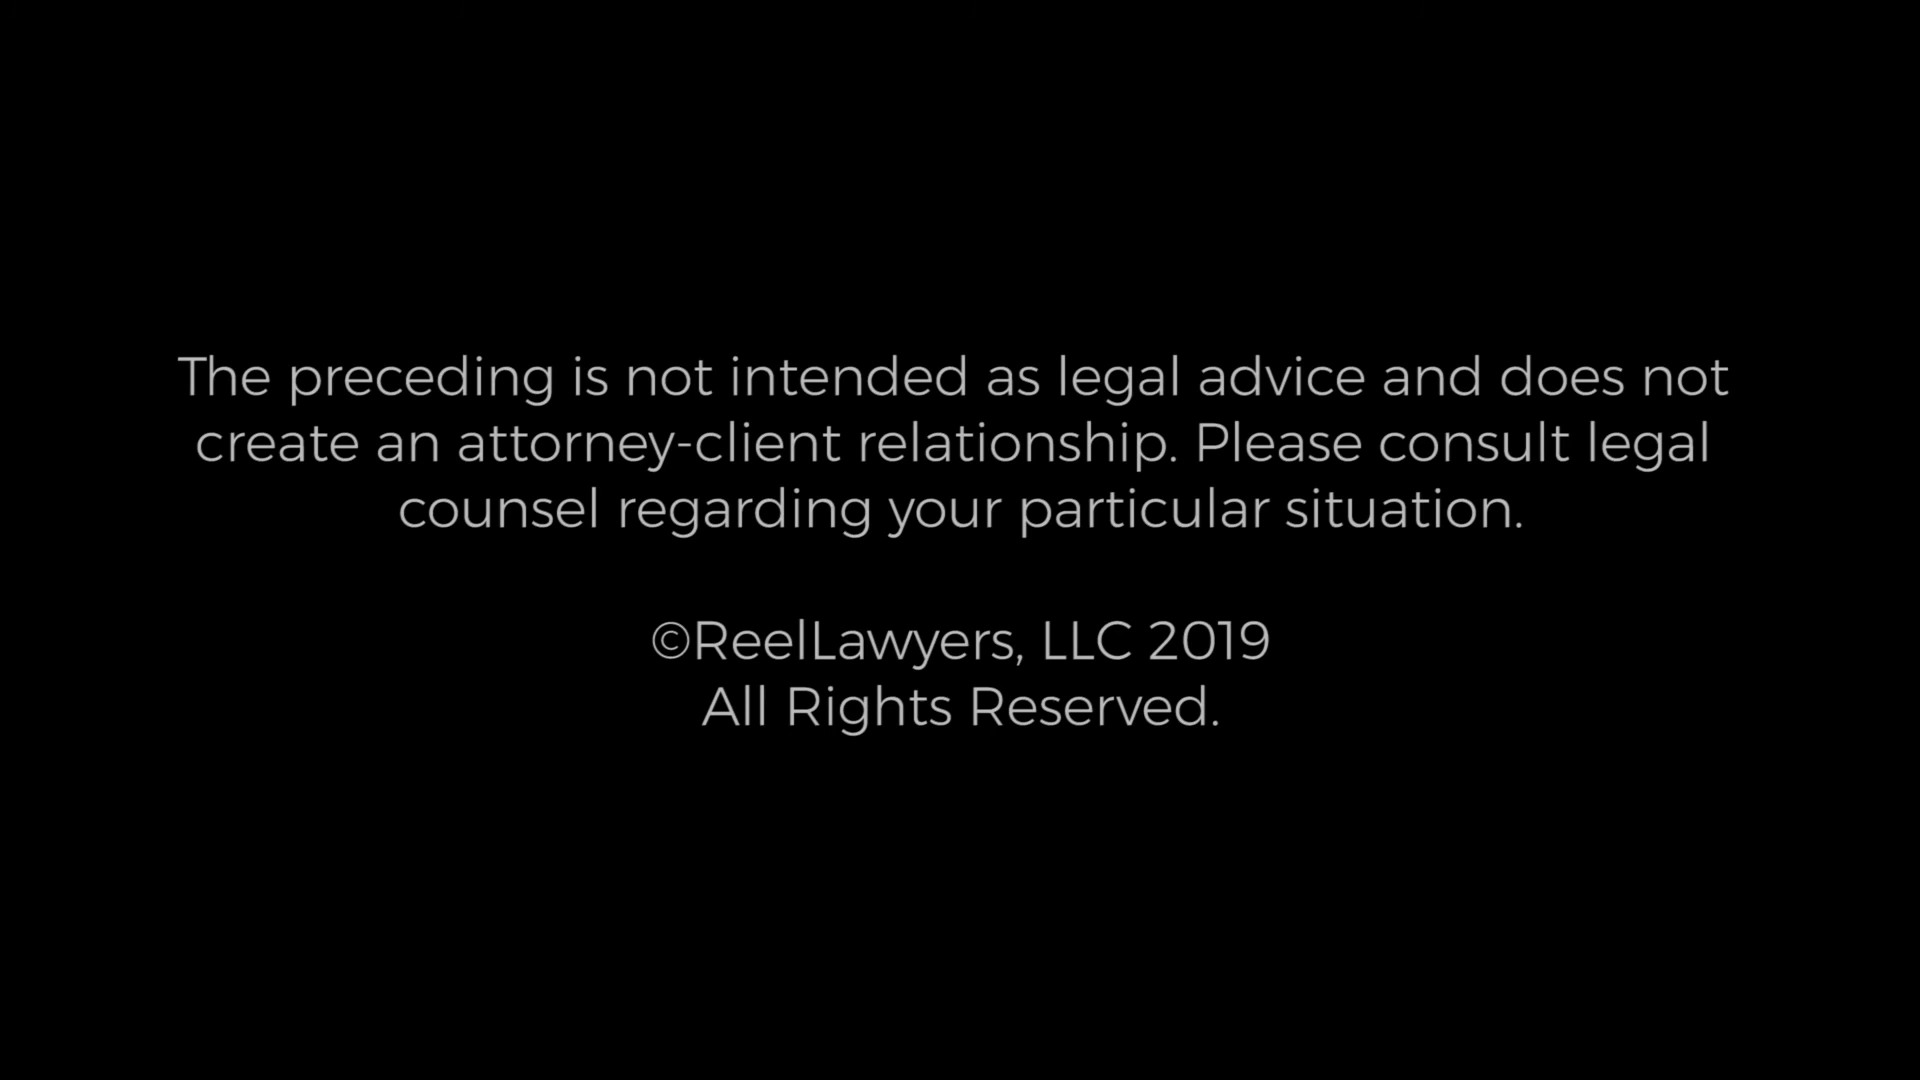 The preceding is not intended as legal advice and does not
create an attorney-client relationship. Please consult legal
counsel regarding your particular situation.
©ReelLawyers, LLC 2019
All Rights Reserved.